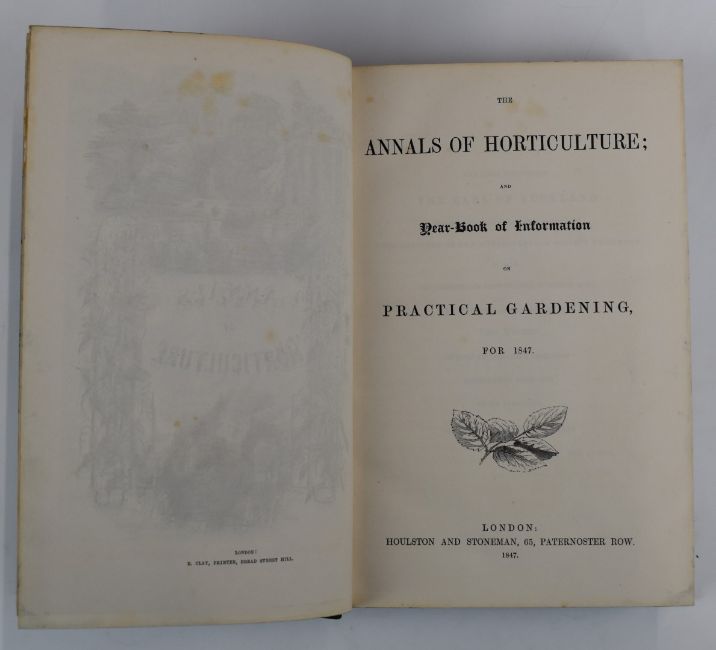 LONDON:
R. CLAY, PRINTER, BREAD STREET HILL.
THE
ANNALS OF HORTICULTURE;
AND
Year-Book of Information
ON
PRACTICAL GARDENING,
FOR 1847.
LONDON:
HOULSTON AND STONEMAN, 65, PATERNOSTER ROW.
1847.